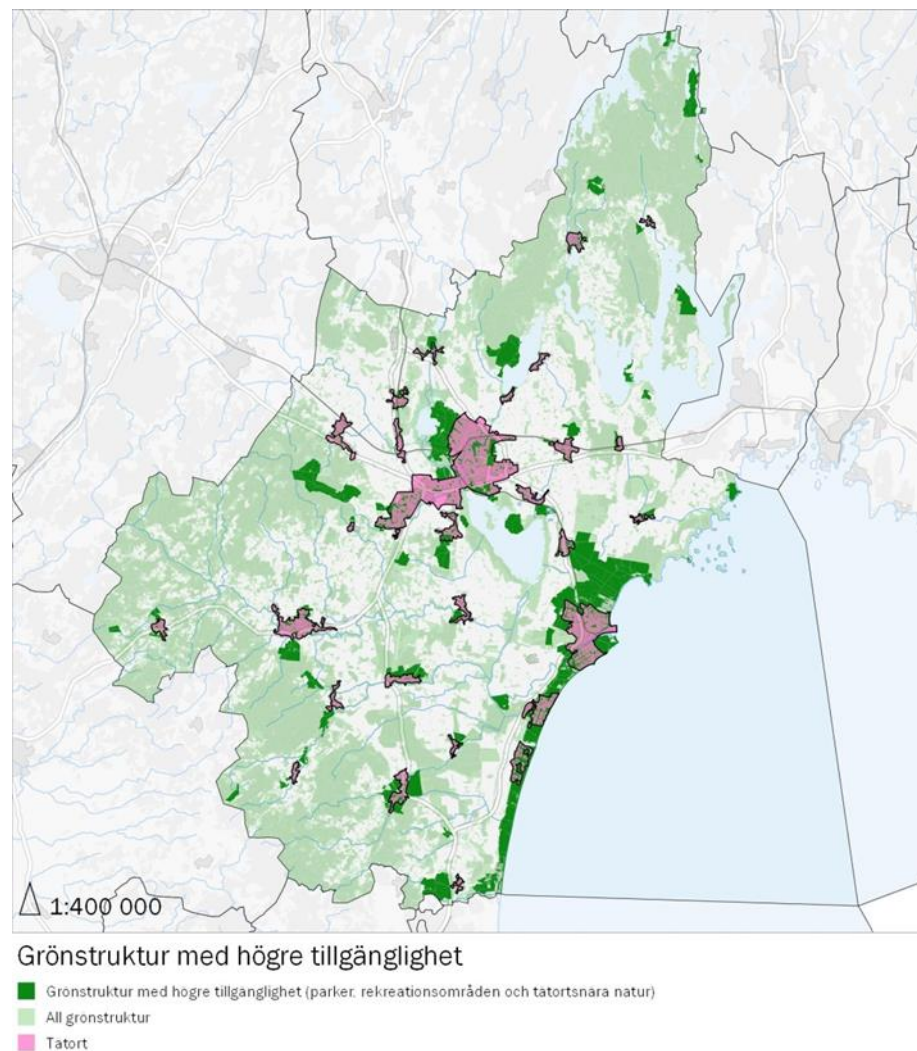 1:400 000
Grönstruktur med högre tillgänglighet
Grönstruktur med högre tillgänglighet (parker, rekreationsområden och tätortsnära natur)
All grönstruktur
Tätort